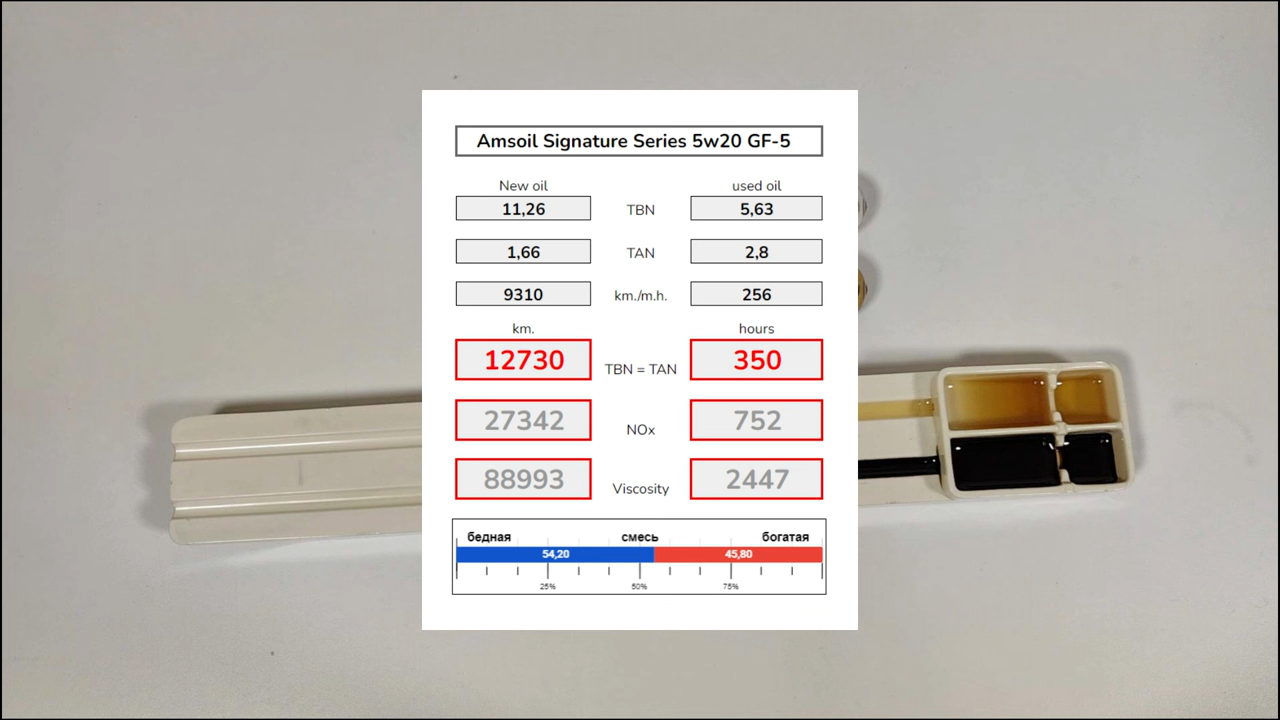 Amsoil Signature Series 5w20 GF-5
New oil used oil
11,26 TBN 5,63
1,66 TAN 2,8
9310 km./m.h. 256
km. hours
12730 TBN = TAN 350
27342 NOx 752
88993 Viscosity 2447
бедная смесь богатая
54,20 45,80
25% 50% 75%